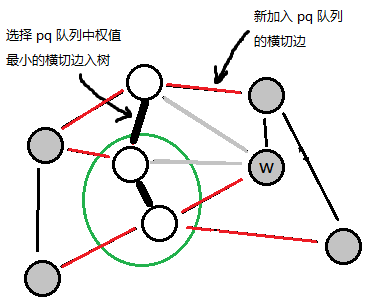 选择 pq 队列中权值
最小的横切边入树
新加入 pq 队列
的横切边
w